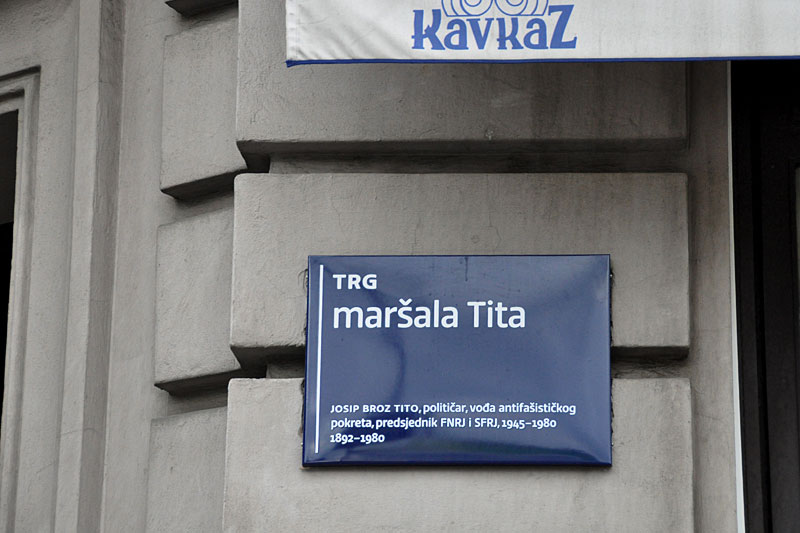 KavKaZ
TRG
maršala Tita
JOSIP BROZ TITO, političar, vođa antifašističkog
pokreta, predsjednik FNRJ i SFRJ, 1945–1980
1892–1980